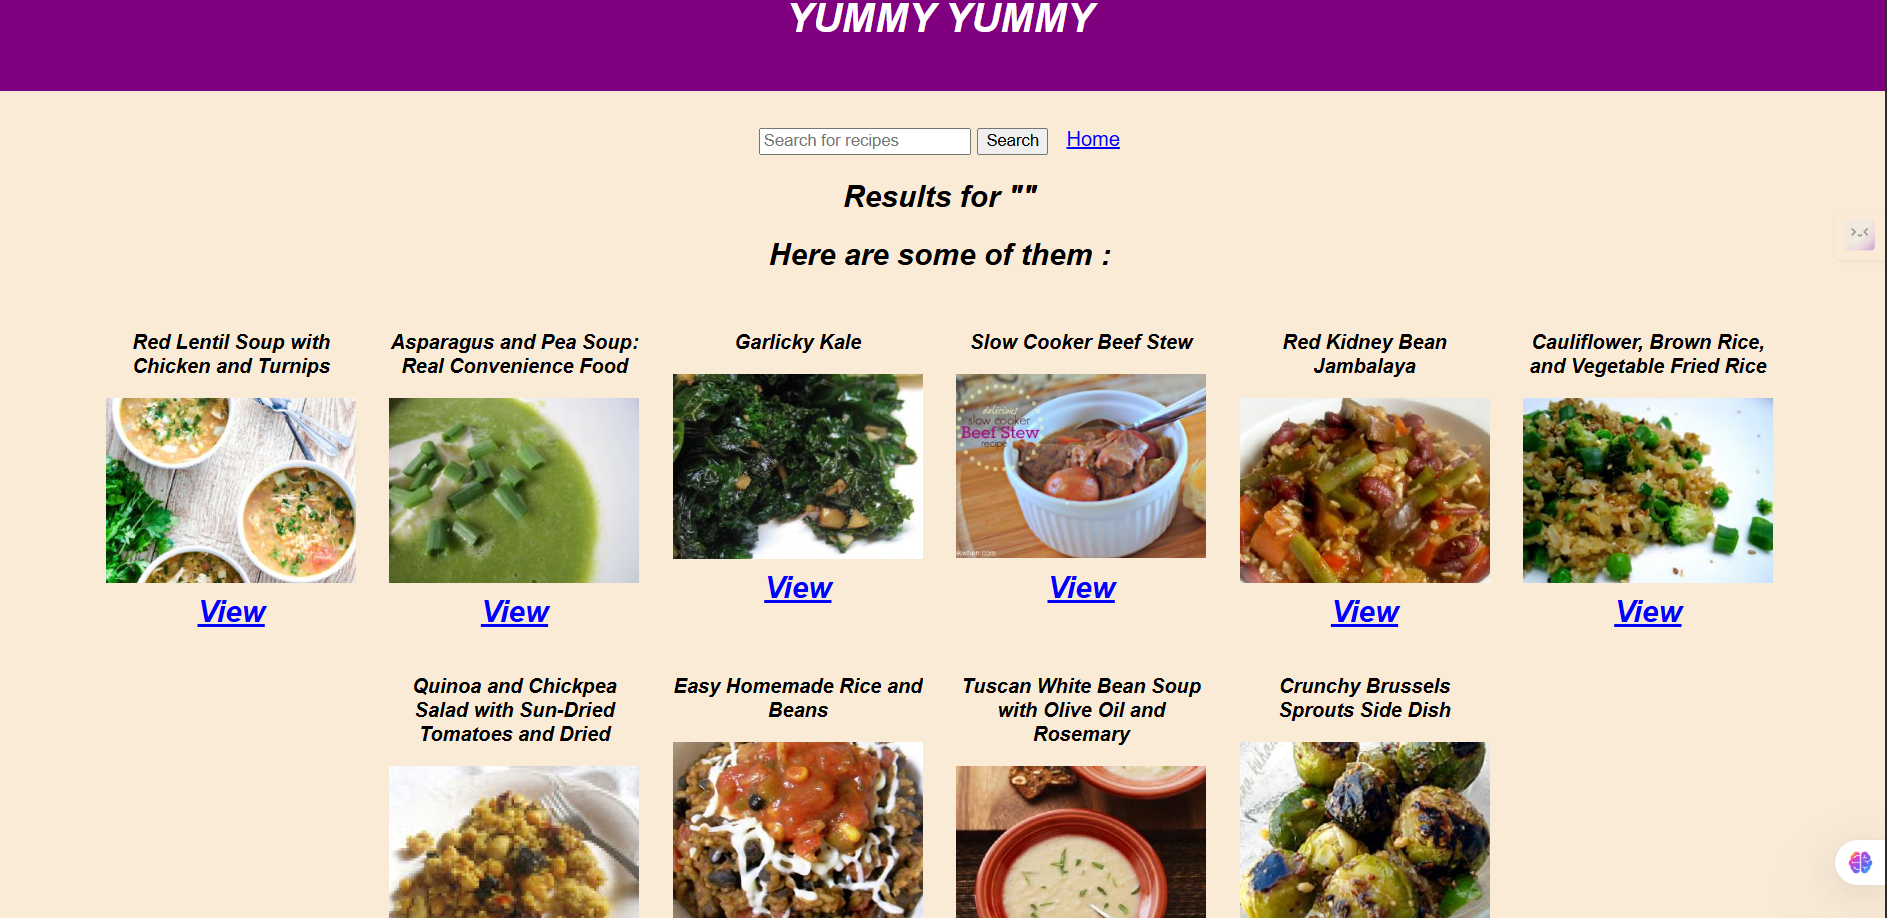 YUMMY YUMMY
Search for recipes
Search
Home
Results for ""
Here are some of them :
Red Lentil Soup with
Chicken and Turnips
Asparagus and Pea Soup:
Real Convenience Food
Garlicky Kale
Slow Cooker Beef Stew
Red Kidney Bean
Jambalaya
Cauliflower, Brown Rice,
and Vegetable Fried Rice
delicious
slow cooker
Beef Stew
recipe
kwhen.com
View
View
View
View
View
View
Quinoa and Chickpea
Salad with Sun-Dried
Tomatoes and Dried
Easy Homemade Rice and
Beans
Tuscan White Bean Soup
with Olive Oil and
Rosemary
Crunchy Brussels
Sprouts Side Dish